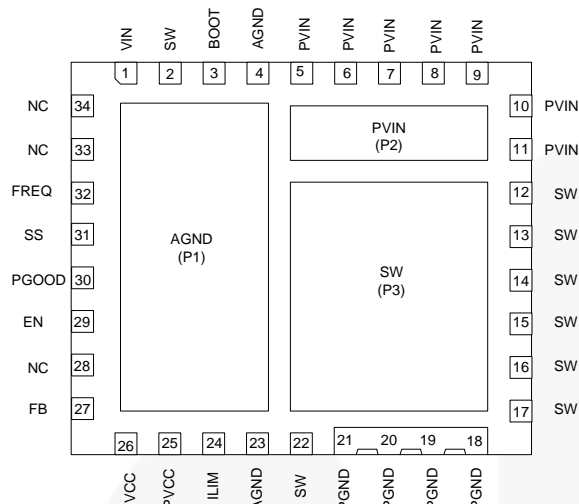 VIN
SW
BOOT
AGND
PVIN
PVIN
PVIN
PVIN
PVIN
1
2
3
4
5
6
7
8
9
NC 34
NC 33
FREQ 32
SS 31
PGOOD 30
EN 29
NC 28
FB 27
AGND
(P1)
PVIN
(P2)
SW
(P3)
10 PVIN
11 PVIN
12 SW
13 SW
14 SW
15 SW
16 SW
17 SW
26
25
24
23
22
21
20
19
18
VCC
PVCC
ILIM
AGND
SW
PGND
PGND
PGND
PGND